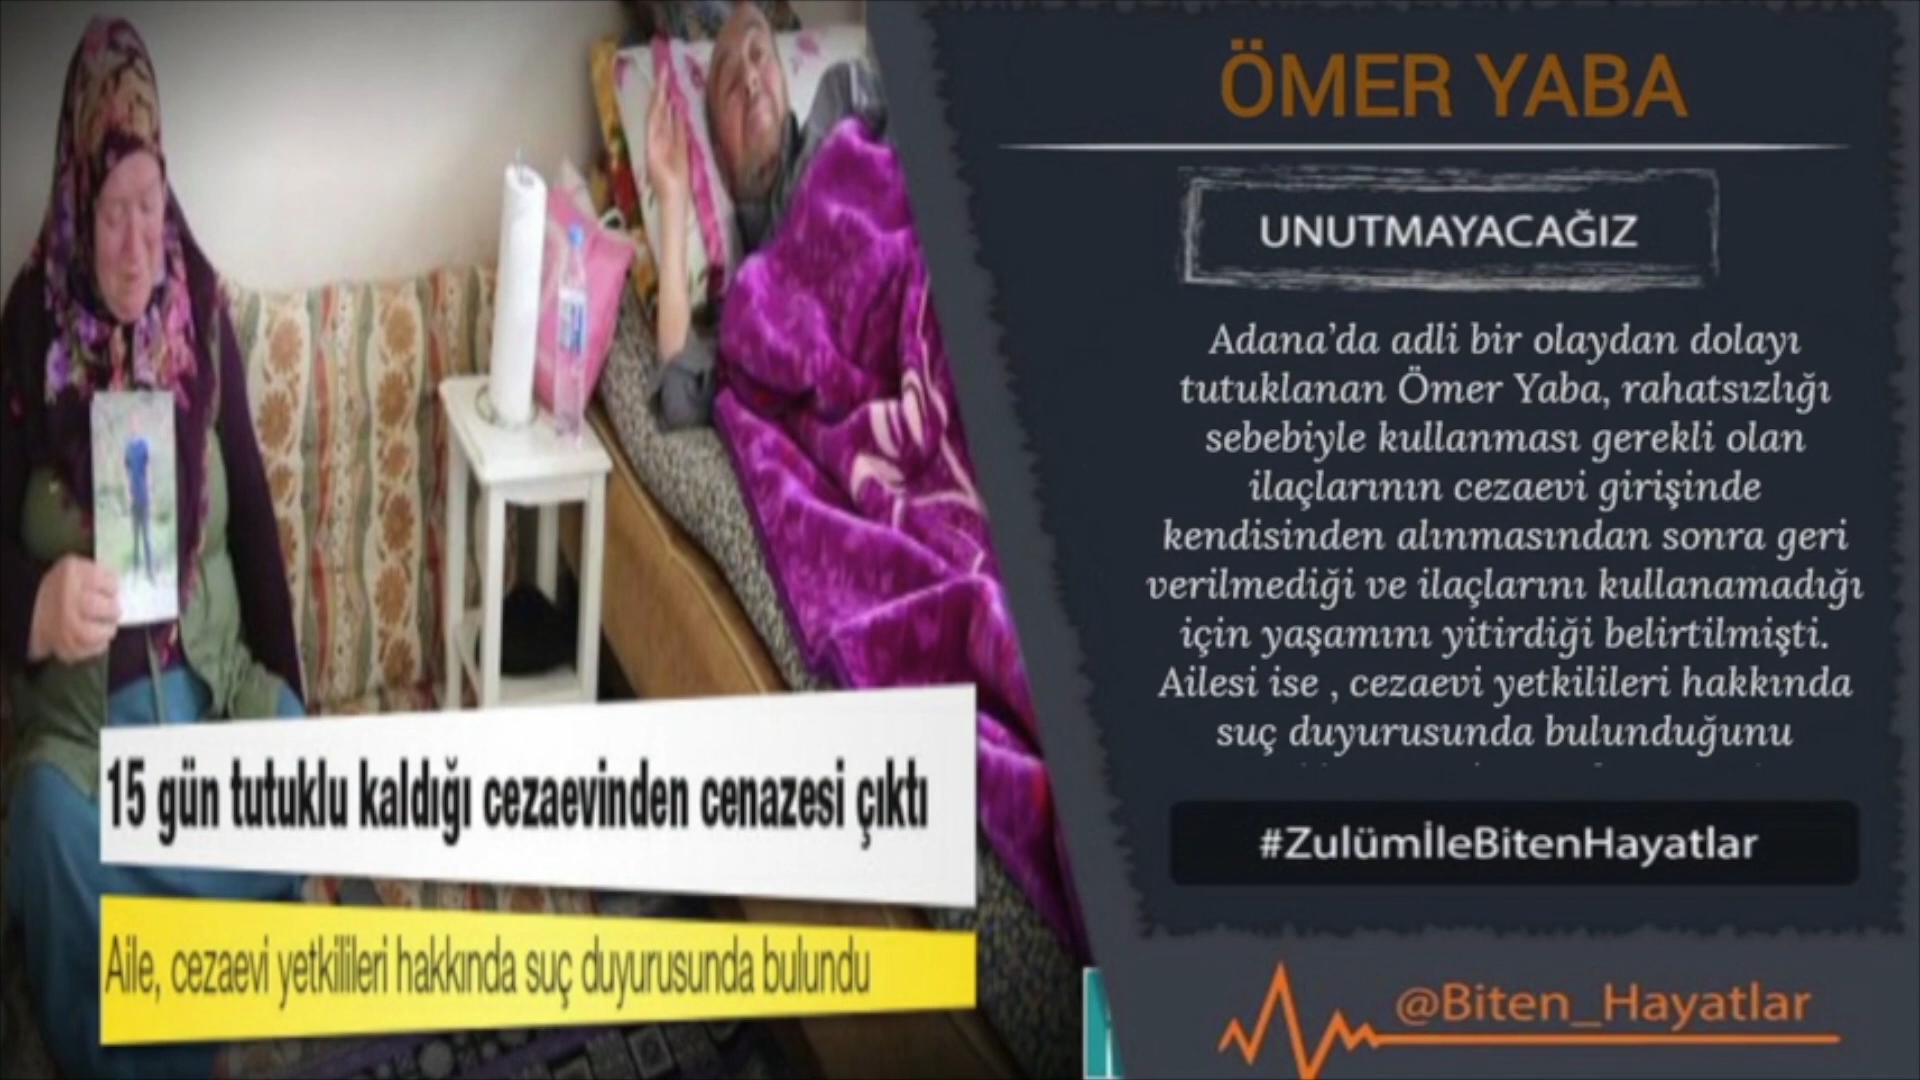 15 gün tutuklu kaldığı cezaevinden cenazesi çıktı
Aile, cezaevi yetkilileri hakkında suç duyurusunda bulundu
ÖMER YABA
UNUTMAYACAĞIZ
Adana’da adli bir olaydan dolayı
tutuklanan Ömer Yaba, rahatsızlığı
sebebiyle kullanması gerekli olan
ilaçlarının cezaevi girişinde
kendisinden alınmasından sonra geri
verilmediği ve ilaçlarını kullanamadığı
için yaşamını yitirdiği belirtilmişti.
Ailesi ise , cezaevi yetkilileri hakkında
suç duyurusunda bulunduğunu
#ZulümİleBitenHayatlar
@Biten_Hayatlar